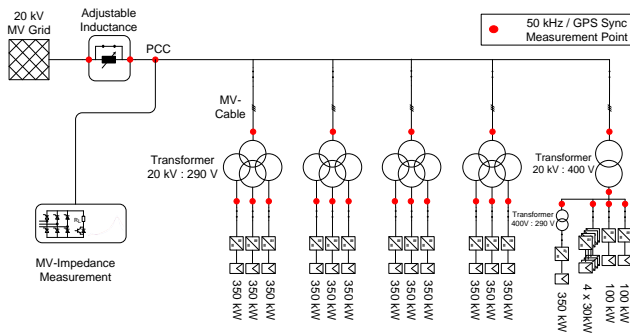 20 kV
MV Grid
Adjustable
Inductance
PCC
50 kHz / GPS Sync
Measurement Point
MV-
Cable
Transformer
20 kV : 290 V
Transformer
20 kV : 400 V
Transformer
400V : 290 V
RL
MV-Impedance
Measurement
350 kW
350 kW
350 kW
350 kW
350 kW
350 kW
350 kW
350 kW
350 kW
350 kW
350 kW
350 kW
350 kW
4 x 30kW
100 kW
100 kW